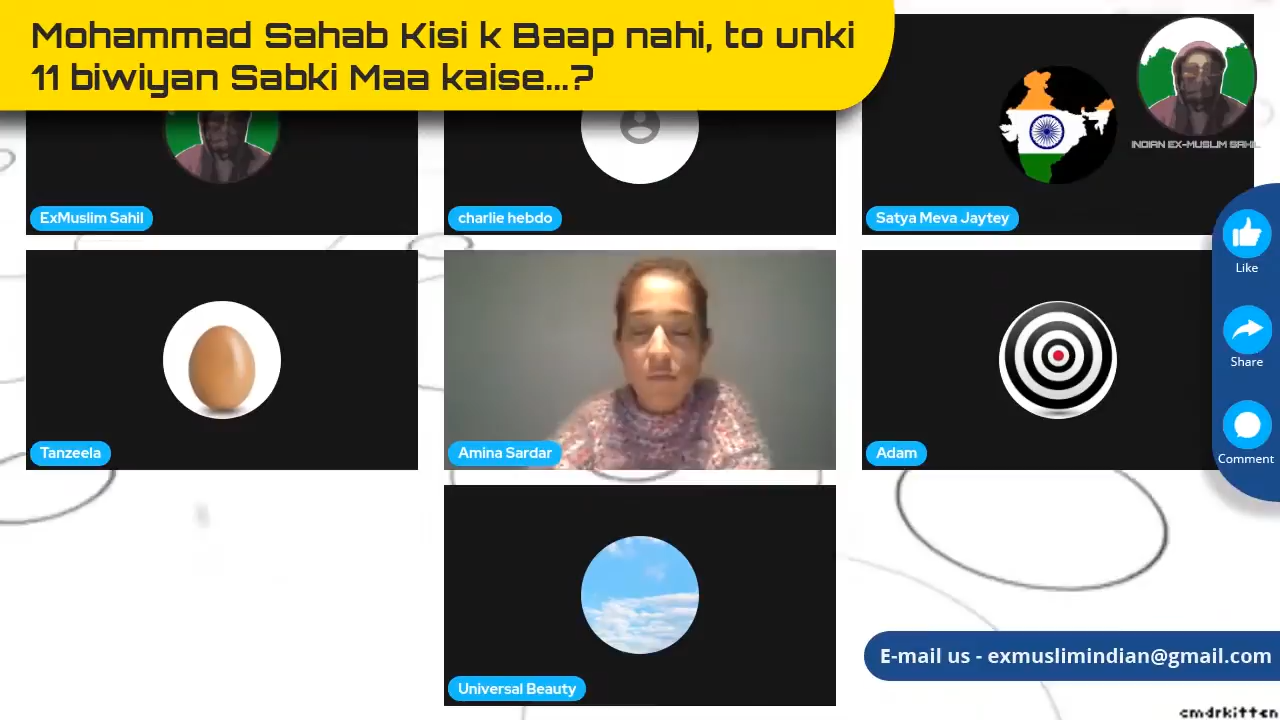 Mohammad Sahab Kisi k Baap nahi, to unki
11 biwiyan Sabki Maa kaise...?
INDIAN EX-MUSLIM SAHIL
ExMuslim Sahil
charlie hebdo
Satya Meva Jaytey
Like
Share
Comment
Tanzeela
Amina Sardar
Adam
E-mail us - exmuslimindian@gmail.com
Universal Beauty
cmdrkitten